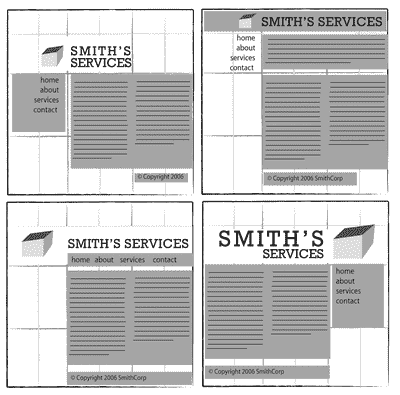 SMITH'S
SERVICES
home
about
services
contact
© Copyright 2006
SMITH'S SERVICES
home
about
services
contact
© Copyright 2006 SmithCorp
SMITH'S SERVICES
home about services contact
© Copyright 2006 SmithCorp
SMITH'S
SERVICES
home
about
services
contact
© Copyright 2006 SmithCorp